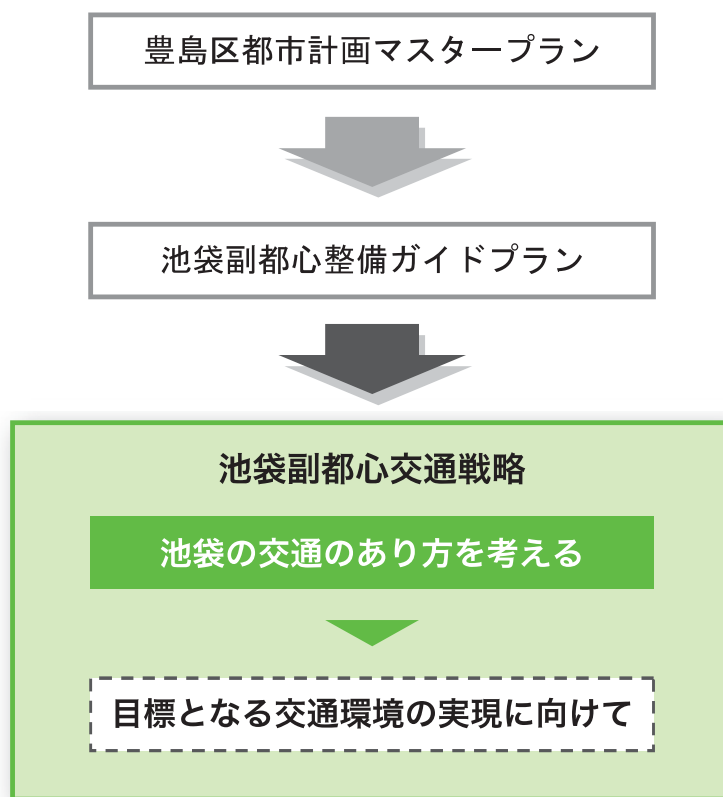 豊島区都市計画マスタープラン
池袋副都心整備ガイドプラン
池袋副都心交通戦略
池袋の交通のあり方を考える
目標となる交通環境の実現に向けて